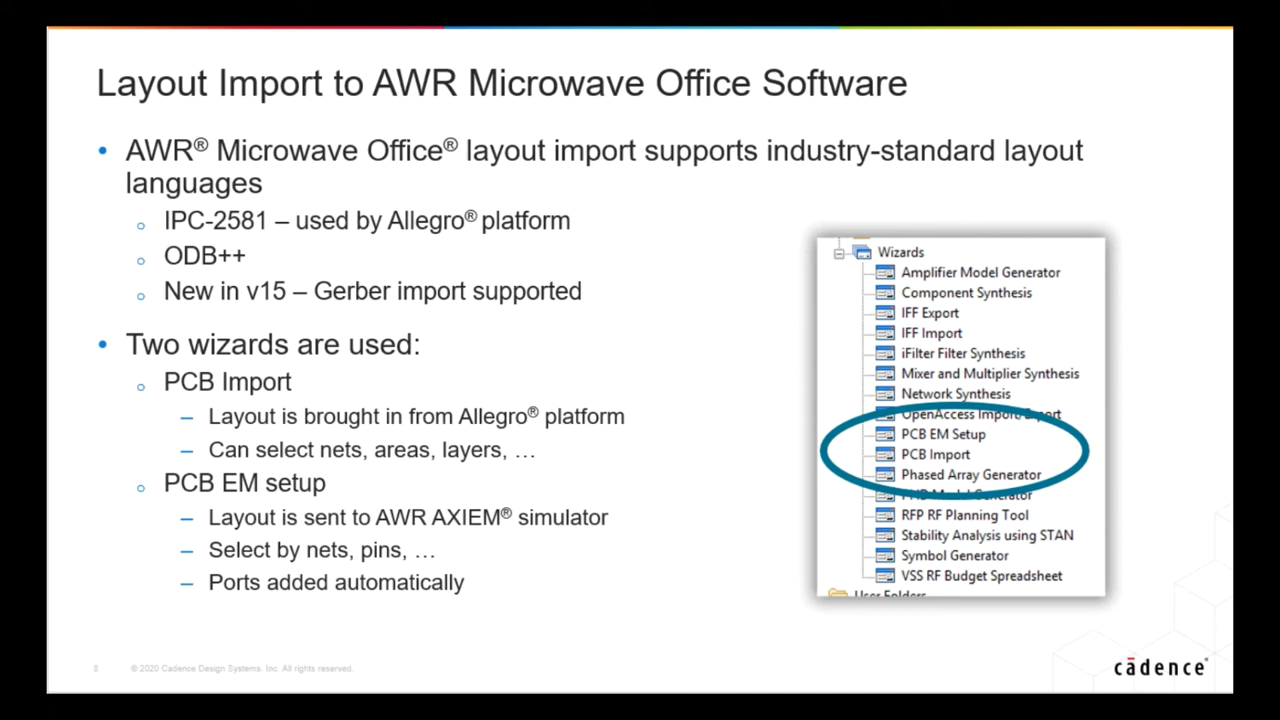 Layout Import to AWR Microwave Office Software
• AWR® Microwave Office® layout import supports industry-standard layout
languages
o IPC-2581 – used by Allegro® platform
o ODB++
o New in v15 – Gerber import supported
• Two wizards are used:
o PCB Import
– Layout is brought in from Allegro® platform
– Can select nets, areas, layers, …
o PCB EM setup
– Layout is sent to AWR AXIEM® simulator
– Select by nets, pins, …
– Ports added automatically
Wizards
Amplifier Model Generator
Component Synthesis
IFF Export
IFF Import
iFilter Filter Synthesis
Mixer and Multiplier Synthesis
Network Synthesis
OpenAccess Import/Export
PCB EM Setup
PCB Import
Phased Array Generator
Model Generator
RFP RF Planning Tool
Stability Analysis using STAN
Symbol Generator
VSS RF Budget Spreadsheet
User Folders
8 © 2020 Cadence Design Systems, Inc. All rights reserved.
cādence®